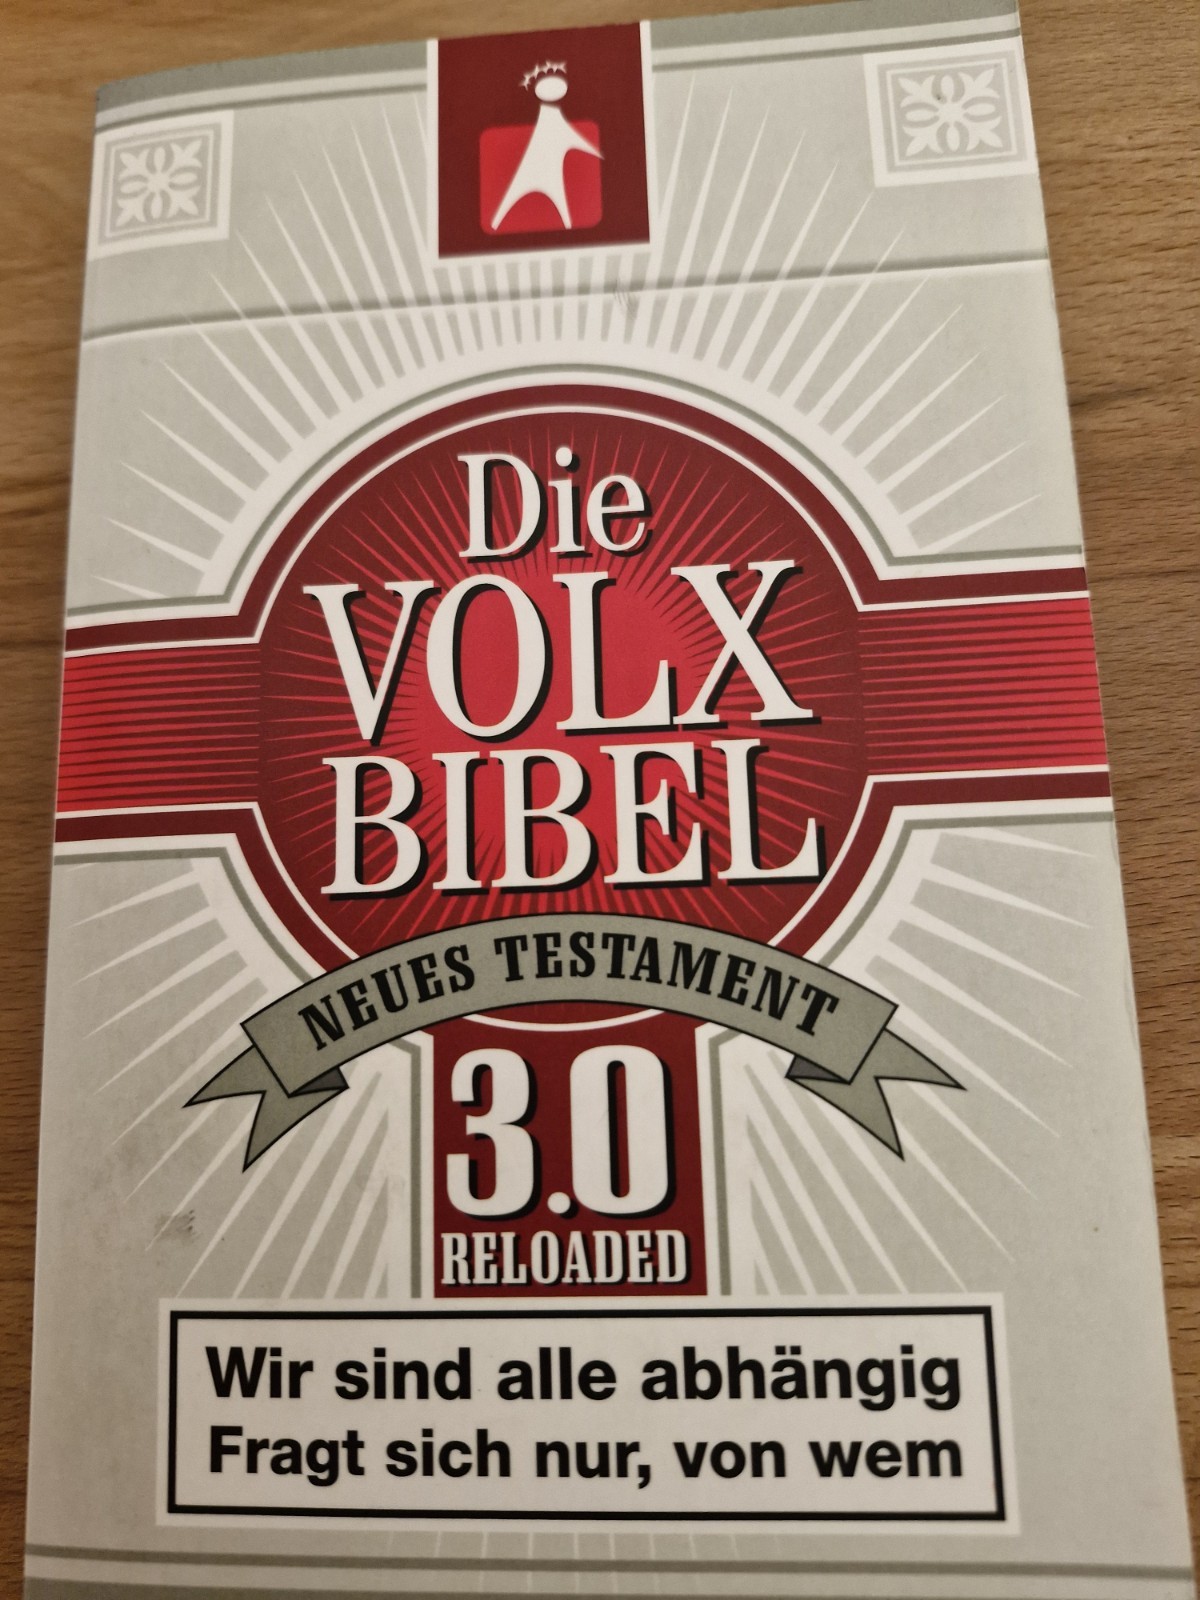 Die
VOLX
BIBEL
NEUES TESTAMENT
3.0
RELOADED
Wir sind alle abhängig
Fragt sich nur, von wem